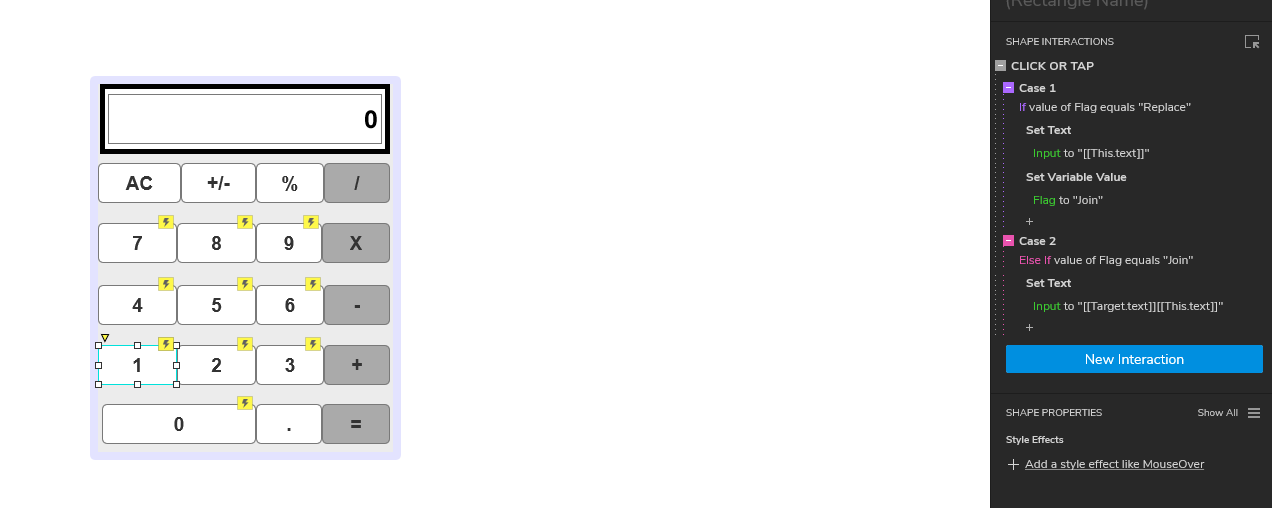 (Rectangle Name)
SHAPE INTERACTIONS
CLICK OR TAP
Case 1
If value of Flag equals "Replace"
Set Text
Input to "[[This.text]]"
Set Variable Value
Flag to "Join"
+
Case 2
Else If value of Flag equals "Join"
Set Text
Input to "[[Target.text]][[This.text]]"
+
New Interaction
SHAPE PROPERTIES Show All
Style Effects
+ Add a style effect like MouseOver
0
AC +/- % /
7 8 9 X
4 5 6 -
1 2 3 +
0 . =